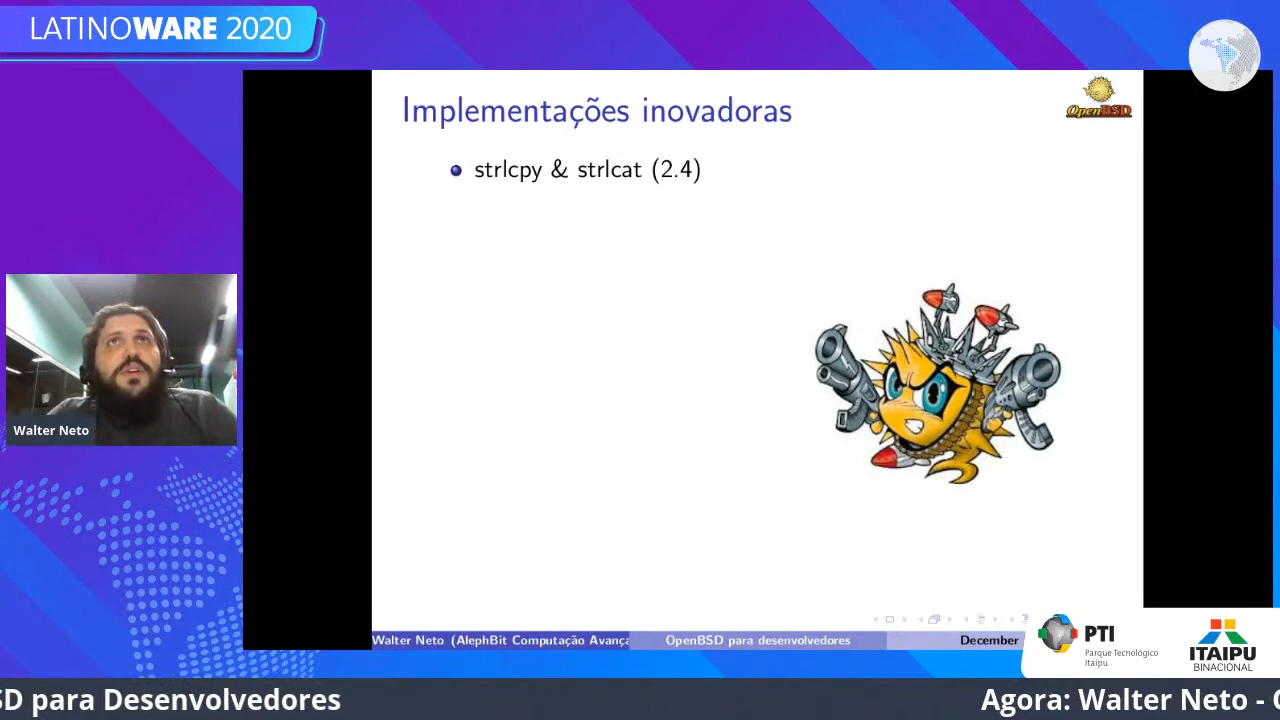 LATINOWARE 2020
Implementações inovadoras
OpenBSD
strlcpy & strlcat (2.4)
Walter Neto
Walter Neto (AlephBit Computação Avança
OpenBSD para desenvolvedores
December
PTI
Parque Tecnológico
Itaipu
ITAIPU
BINACIONAL
SD para Desenvolvedores
Agora: Walter Neto -